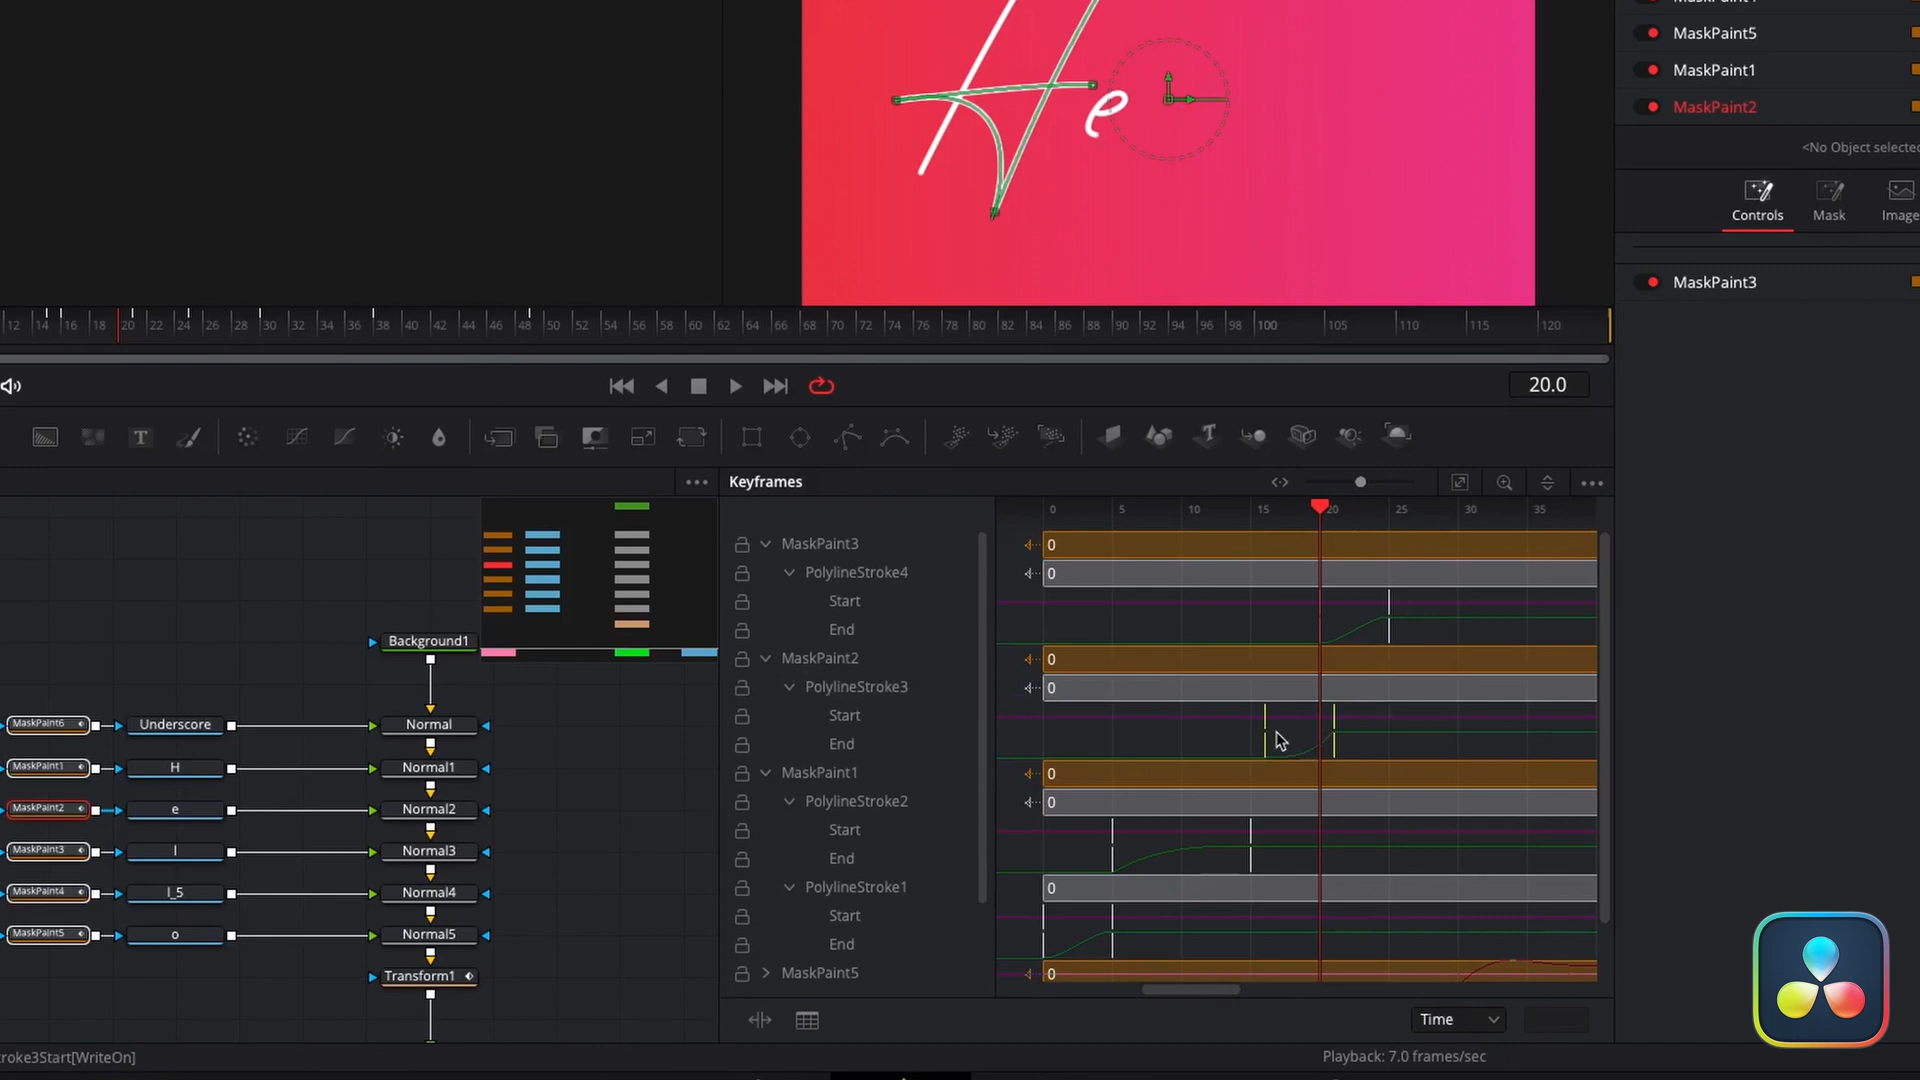 MaskPaint5
MaskPaint1
MaskPaint2
<No Object selected
Controls Mask Image
MaskPaint3
He
12 14 16 18 20 22 24 26 28 30 32 34 36 38 40 42 44 46 48 50 52 54 56 58 60 62 64 66 68 70 72 74 76 78 80 82 84 86 88 90 92 94 96 98 100 105 110 115 120
20.0
Keyframes
0 5 10 15 20 25 30 35
MaskPaint3 0
PolylineStroke4 0
Start
End
MaskPaint2 0
PolylineStroke3 0
Start
End
MaskPaint1 0
PolylineStroke2 0
Start
End
PolylineStroke1 0
Start
End
MaskPaint5 0
Background1
MaskPaint6 Underscore Normal
MaskPaint1 H Normal1
MaskPaint2 e Normal2
MaskPaint3 l Normal3
MaskPaint4 l_5 Normal4
MaskPaint5 o Normal5
Transform1
Time
roke3Start[WriteOn]
Playback: 7.0 frames/sec